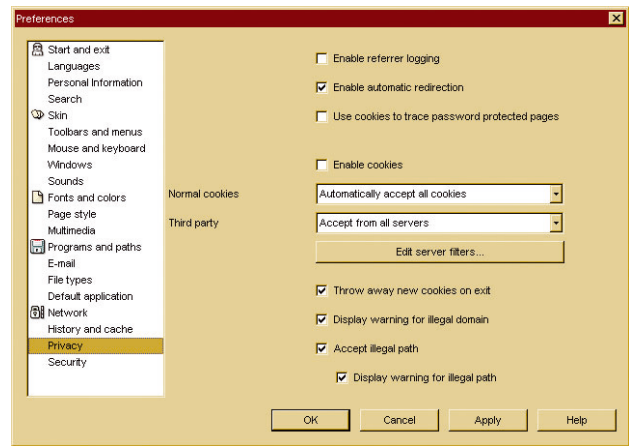 Preferences
Start and exit
Languages
Personal Information
Search
Skin
Toolbars and menus
Mouse and keyboard
Windows
Sounds
Fonts and colors
Page style
Multimedia
Programs and paths
E-mail
File types
Default application
Network
History and cache
Privacy
Security
Enable referrer logging
Enable automatic redirection
Use cookies to trace password protected pages
Enable cookies
Normal cookies Automatically accept all cookies
Third party Accept from all servers
Edit server filters...
Throw away new cookies on exit
Display warning for illegal domain
Accept illegal path
Display warning for illegal path
OK Cancel Apply Help